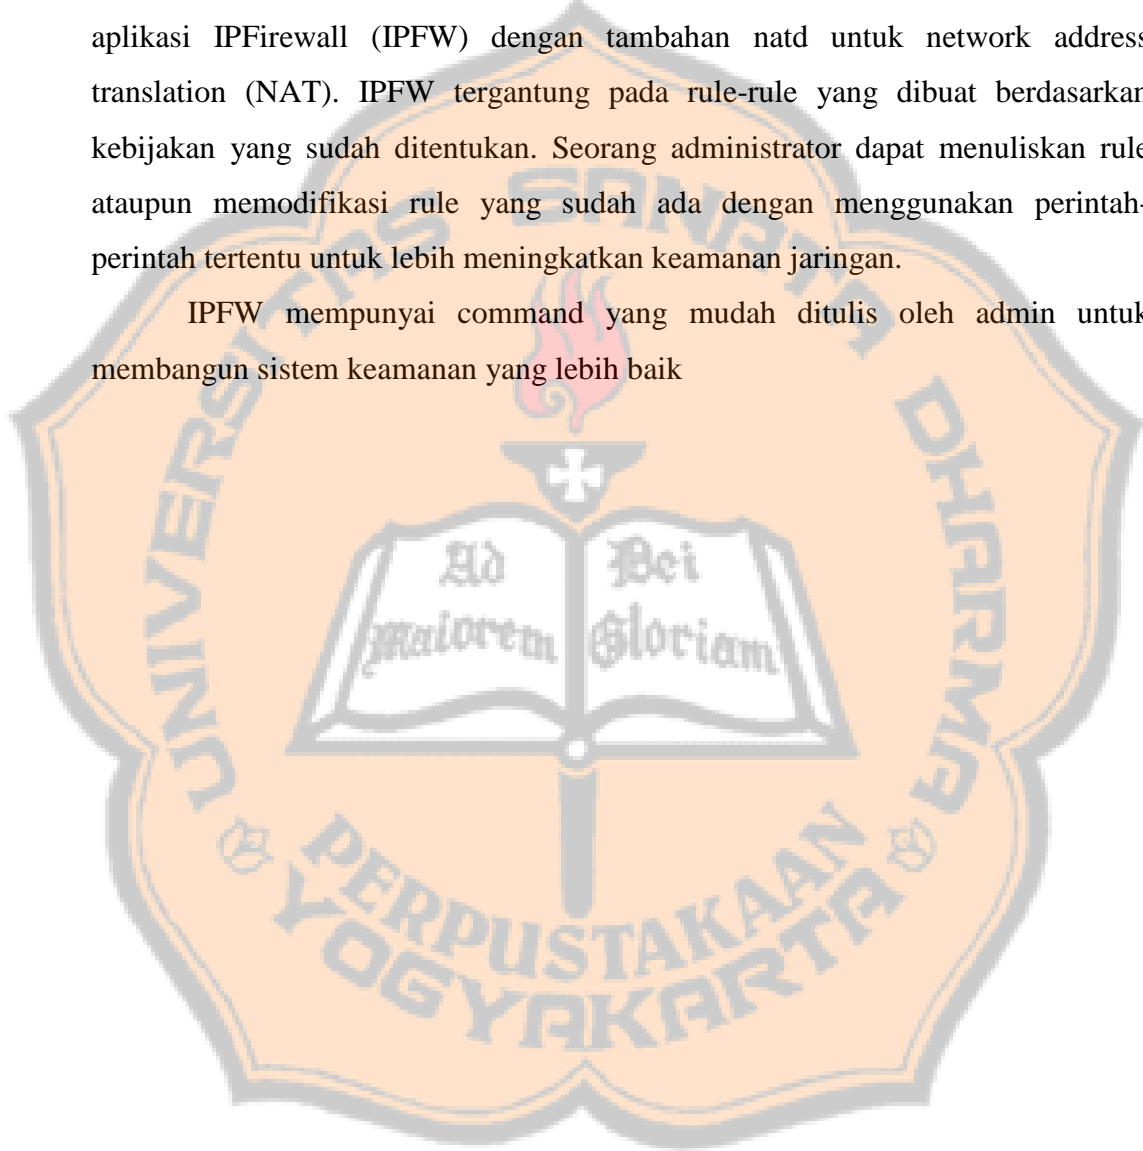 aplikasi IPFirewall (IPFW) dengan tambahan natd untuk network address
translation (NAT). IPFW tergantung pada rule-rule yang dibuat berdasarkan
kebijakan yang sudah ditentukan. Seorang administrator dapat menuliskan rule
ataupun memodifikasi rule yang sudah ada dengan menggunakan perintah-
perintah tertentu untuk lebih meningkatkan keamanan jaringan.
IPFW mempunyai command yang mudah ditulis oleh admin untuk
membangun sistem keamanan yang lebih baik
UNIVERSITAS SANATA DHARMA
Ad Dei
maiorem Gloriam
PERPUSTAKAAN
YOGYAKARTA